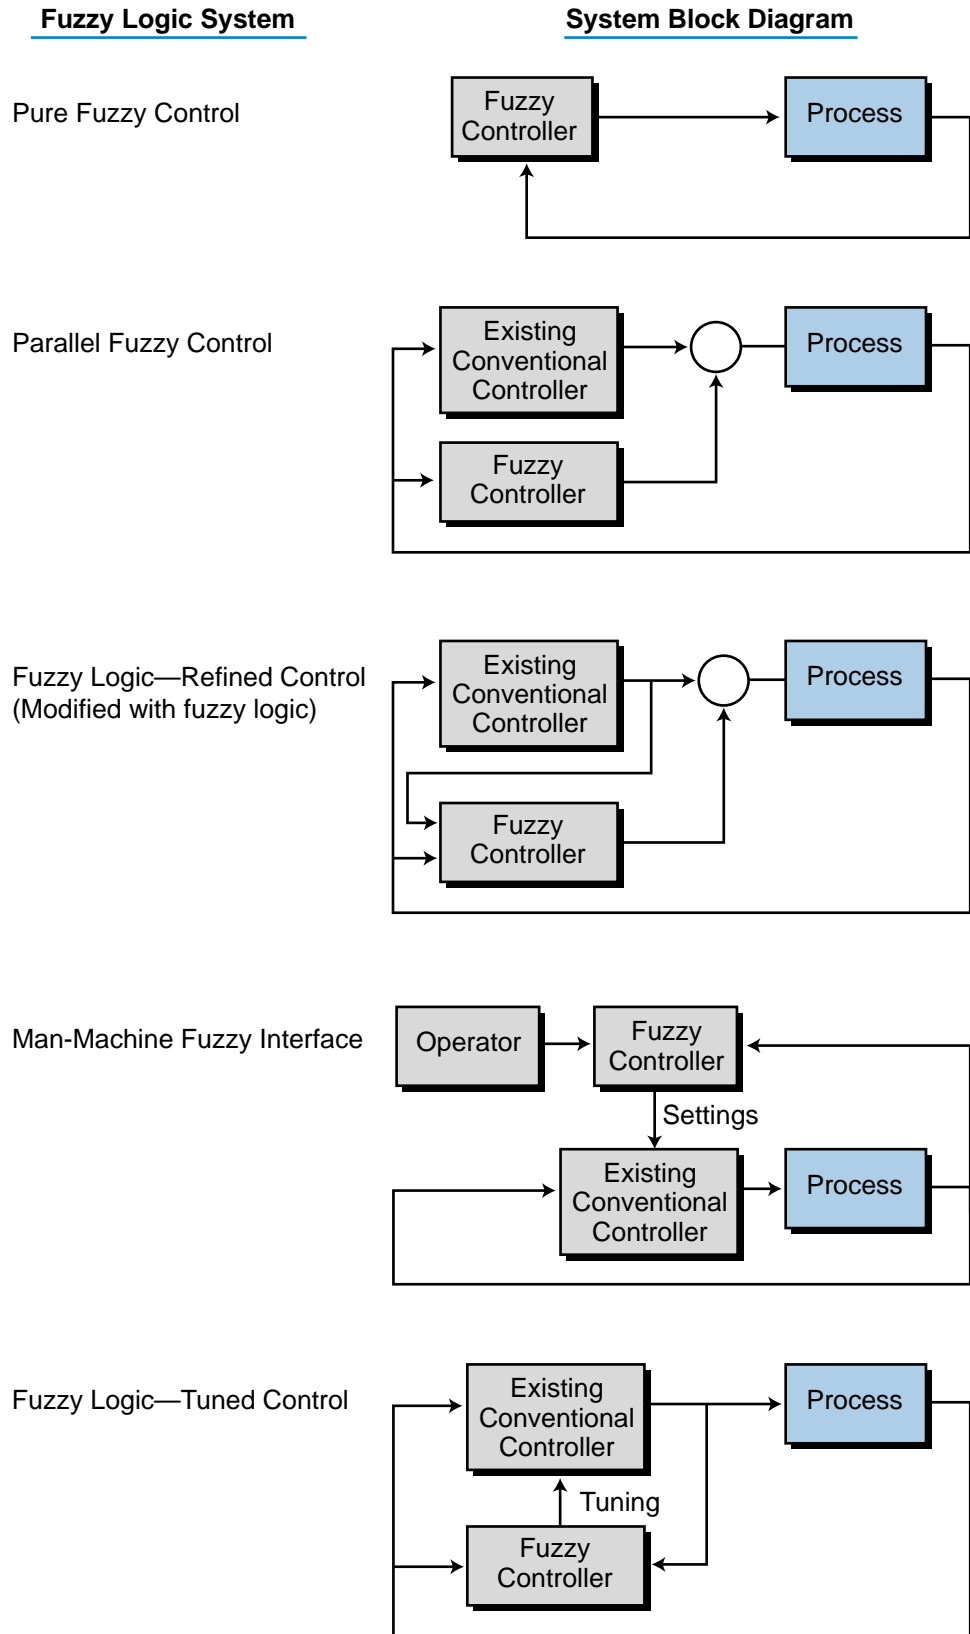 Fuzzy Logic System
System Block Diagram
Pure Fuzzy Control
Fuzzy
Controller
Process
Parallel Fuzzy Control
Existing
Conventional
Controller
Process
Fuzzy
Controller
Fuzzy Logic—Refined Control
(Modified with fuzzy logic)
Existing
Conventional
Controller
Process
Fuzzy
Controller
Man-Machine Fuzzy Interface
Operator
Fuzzy
Controller
Settings
Existing
Conventional
Controller
Process
Fuzzy Logic—Tuned Control
Existing
Conventional
Controller
Process
Tuning
Fuzzy
Controller